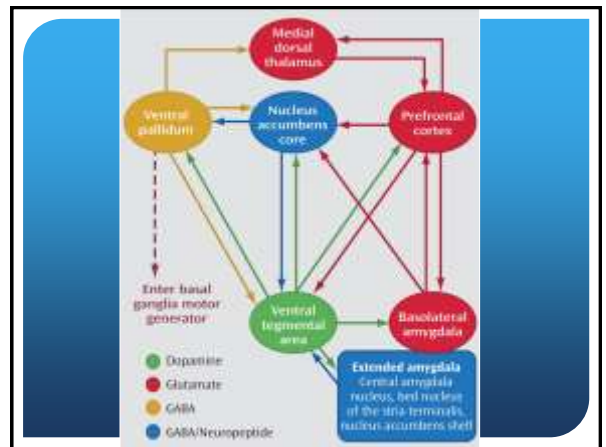 Medial
dorsal
thalamus
Ventral
pallidum
Nucleus
accumbens
core
Prefrontal
cortex
Enter basal
ganglia motor
generator
Ventral
tegmental
area
Basolateral
amygdala
Extended amygdala
Central amygdala
nucleus, bed nucleus
of the stria terminalis,
nucleus accumbens shell
Dopamine
Glutamate
GABA
GABA/Neuropeptide